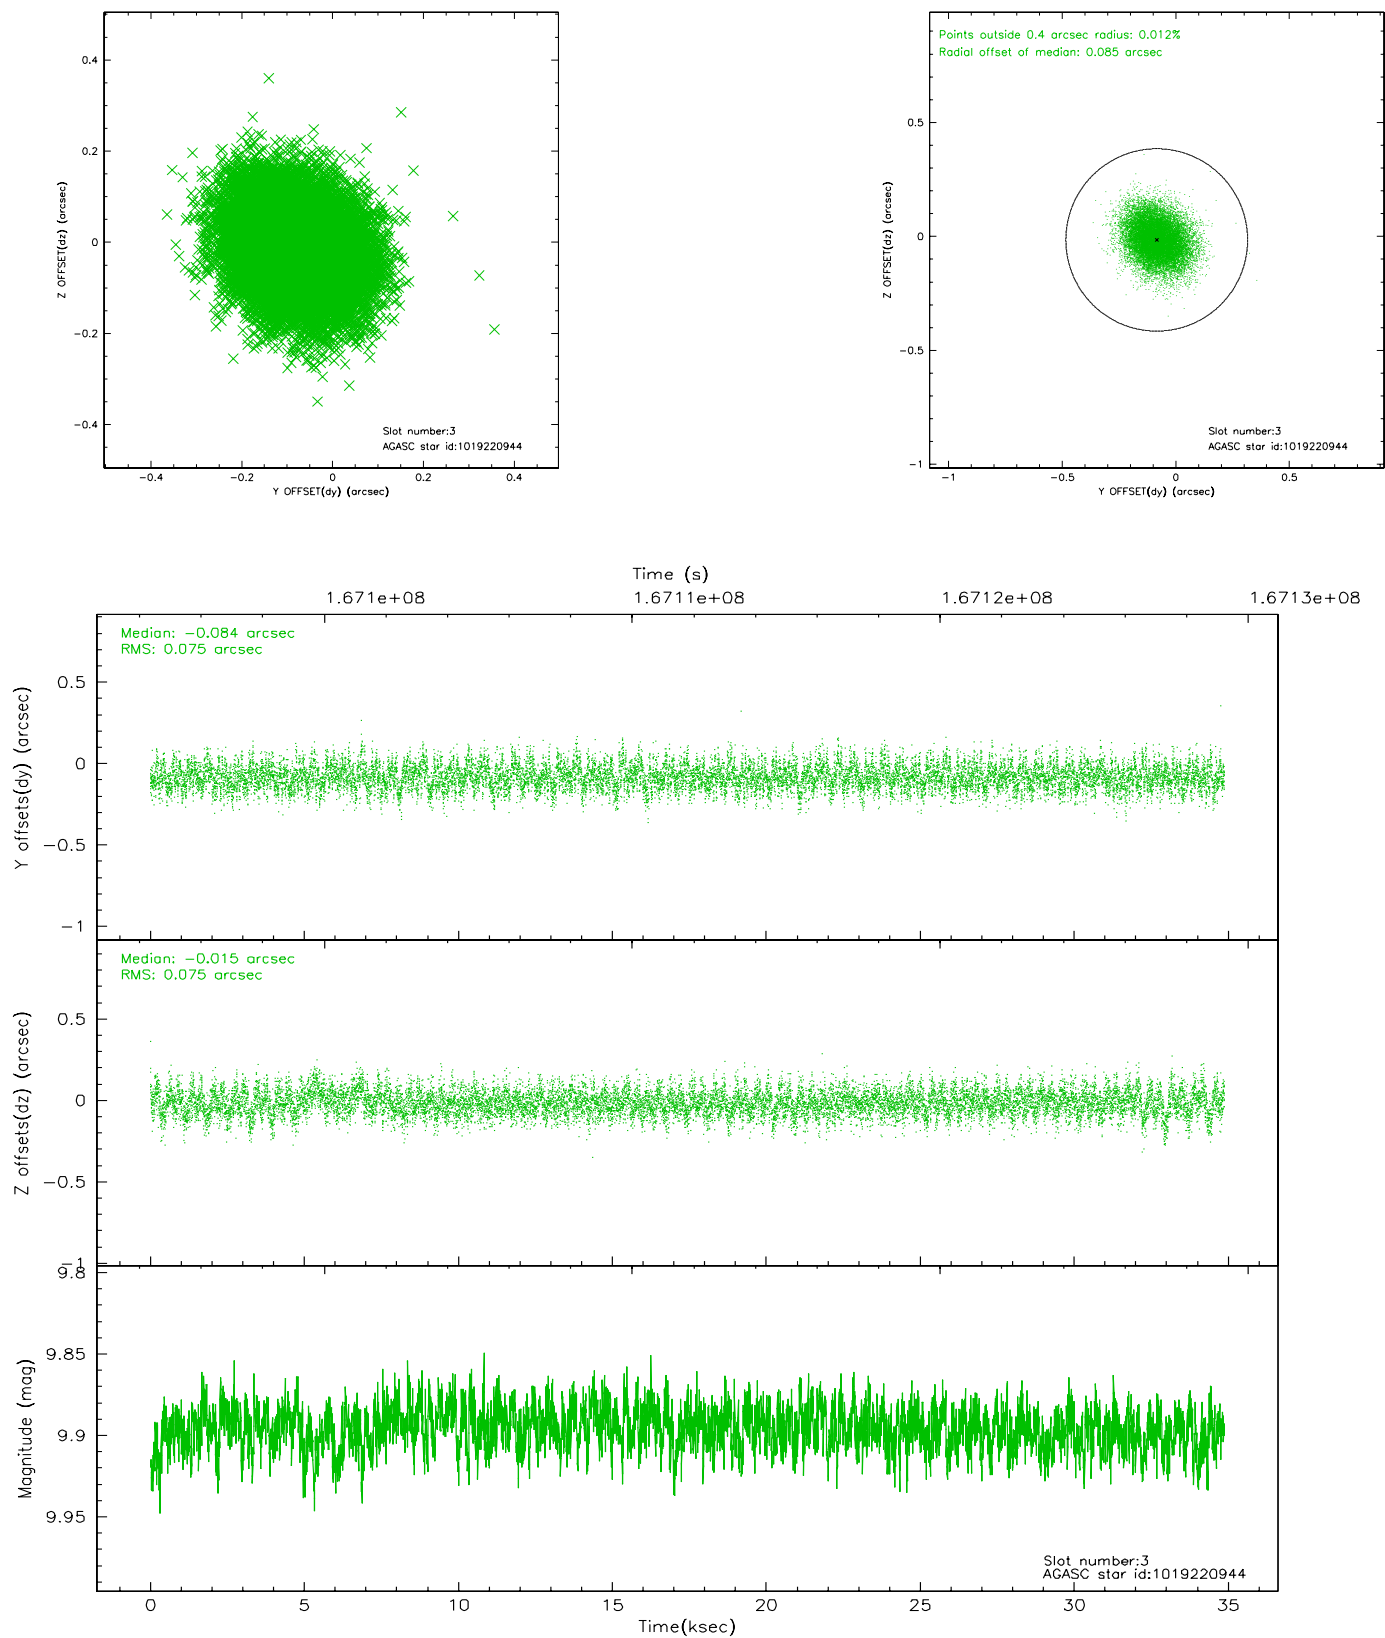 0.4
0.2
0
−0.2
−0.4
Z OFFSET(dz) (arcsec)
Slot number:3
AGASC star id:1019220944
−0.4 −0.2 0.0 0.2 0.4
Y OFFSET(dy) (arcsec)
Points outside 0.4 arcsec radius: 0.012%
Radial offset of median: 0.085 arcsec
0.5
0
−0.5
−1
Z OFFSET(dz) (arcsec)
Slot number:3
AGASC star id:1019220944
−1 −0.5 0 0.5
Y OFFSET(dy) (arcsec)
Time (s)
1.671e+08 1.6711e+08 1.6712e+08 1.6713e+08
Median: −0.084 arcsec
RMS: 0.075 arcsec
0.5
0
−0.5
−1
Y offsets(dy) (arcsec)
Median: −0.015 arcsec
RMS: 0.075 arcsec
0.5
0
−0.5
−1
Z offsets(dz) (arcsec)
9.8
9.85
9.9
9.95
Magnitude (mag)
Slot number:3
AGASC star id:1019220944
0 5 10 15 20 25 30 35
Time(ksec)